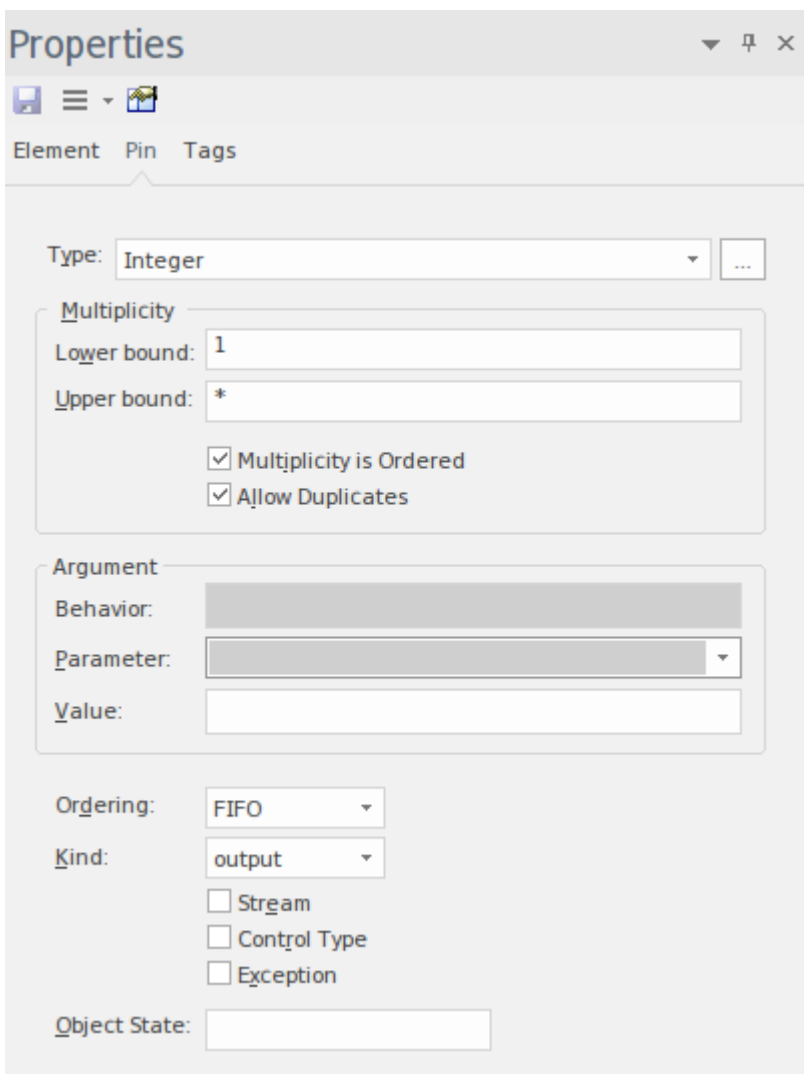 Properties
Element Pin Tags
Type: Integer ...
Multiplicity
Lower bound: 1
Upper bound: *
Multiplicity is Ordered
Allow Duplicates
Argument
Behavior:
Parameter:
Value:
Ordering: FIFO
Kind: output
Stream
Control Type
Exception
Object State: